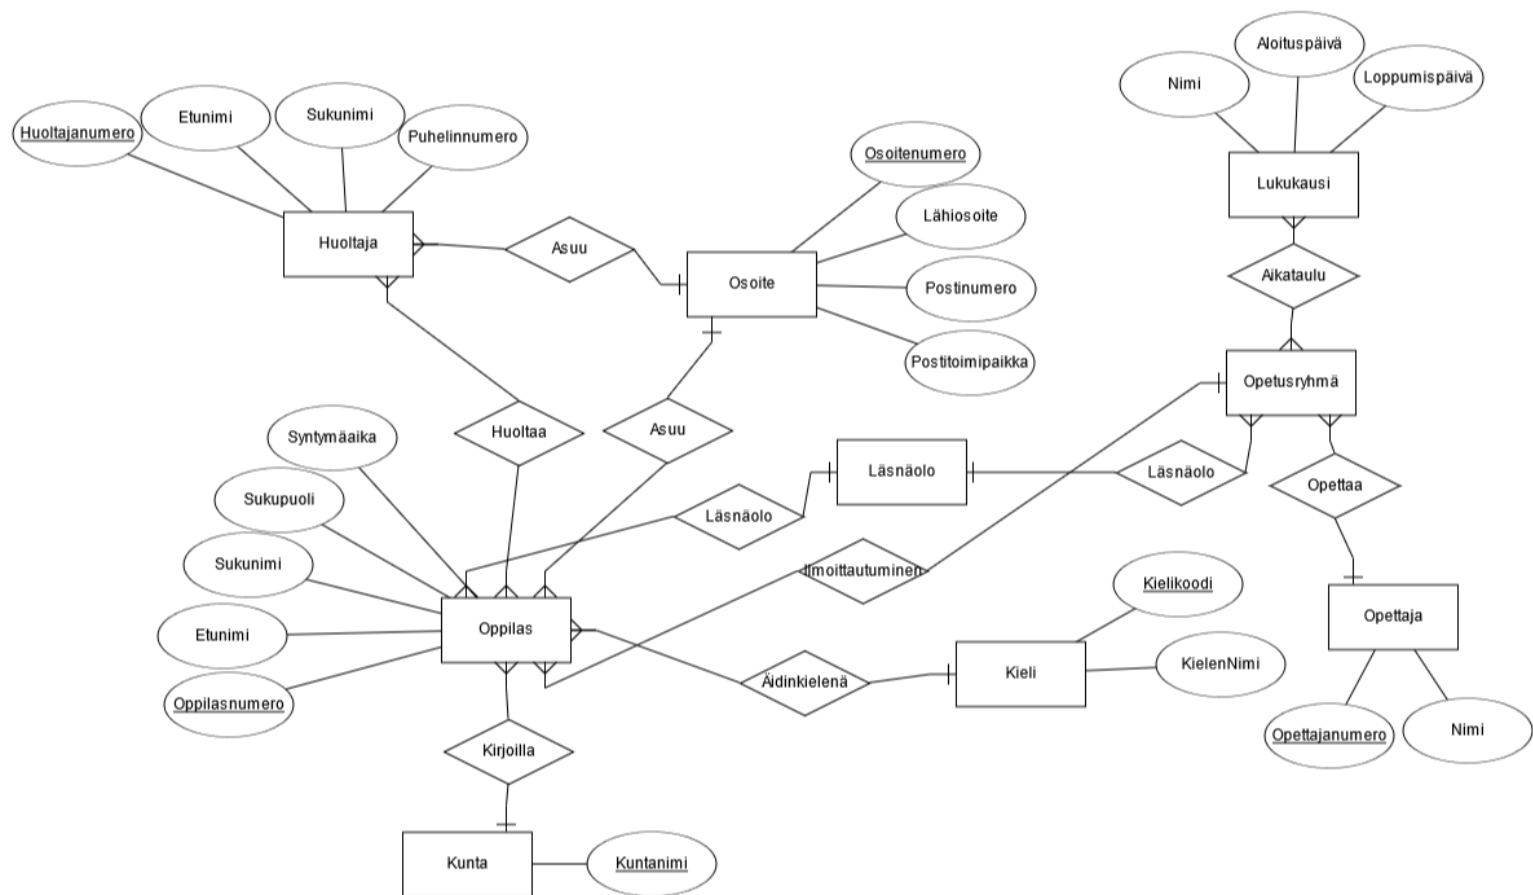 Aloituspäivä
Nimi
Loppumispäivä
Huoltajanumero
Etunimi
Sukunimi
Puhelinnumero
Osoitenumero
Lukukausi
Lähiosoite
Huoltaja
Asuu
Osoite
Postinumero
Aikataulu
Postitoimipaikka
Opetusryhmä
Syntymäaika
Huoltaa
Asuu
Läsnäolo
Läsnäolo
Opettaa
Sukupuoli
Läsnäolo
Sukunimi
Ilmoittautuminen
Kielikoodi
Etunimi
Oppilas
Opettaja
Äidinkielenä
Kieli
KielenNimi
Oppilasnumero
Opettajanumero
Nimi
Kirjoilla
Kunta
Kuntanimi